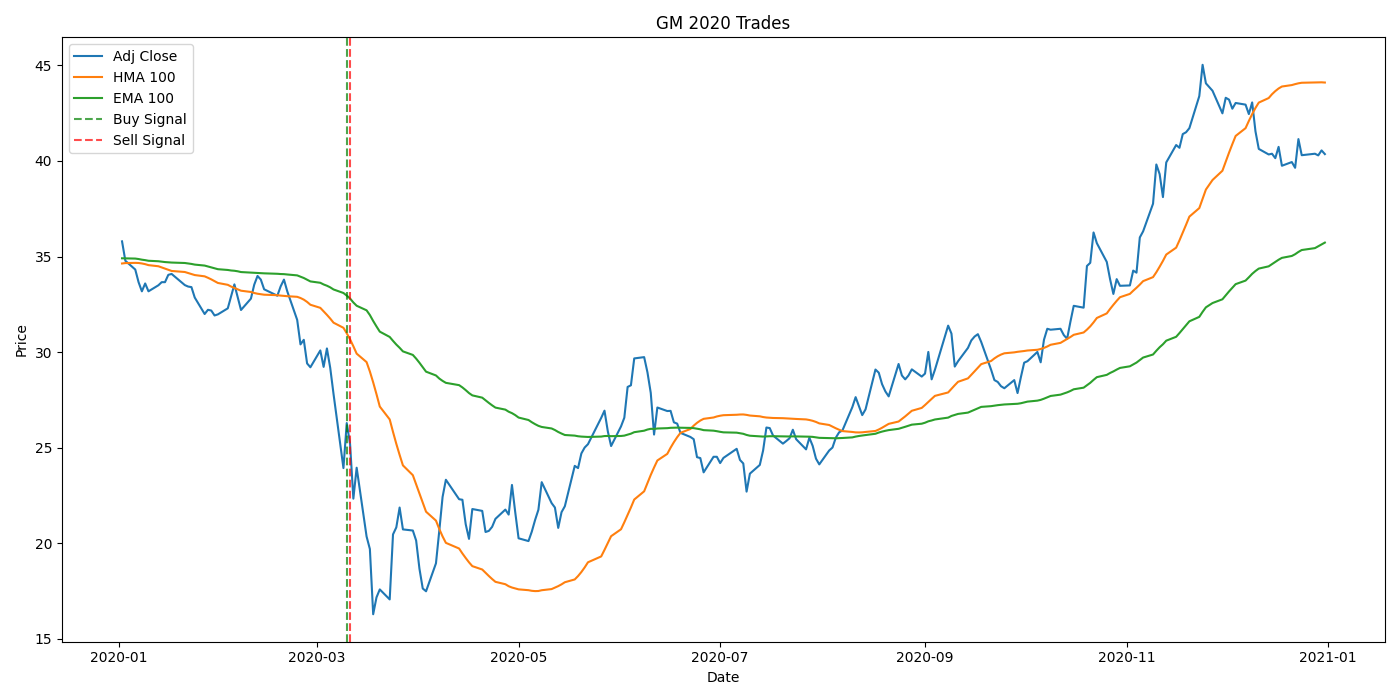 GM 2020 Trades
Adj Close
HMA 100
EMA 100
Buy Signal
Sell Signal
45
40
35
30
25
20
15
Price
2020-01
2020-03
2020-05
2020-07
2020-09
2020-11
2021-01
Date